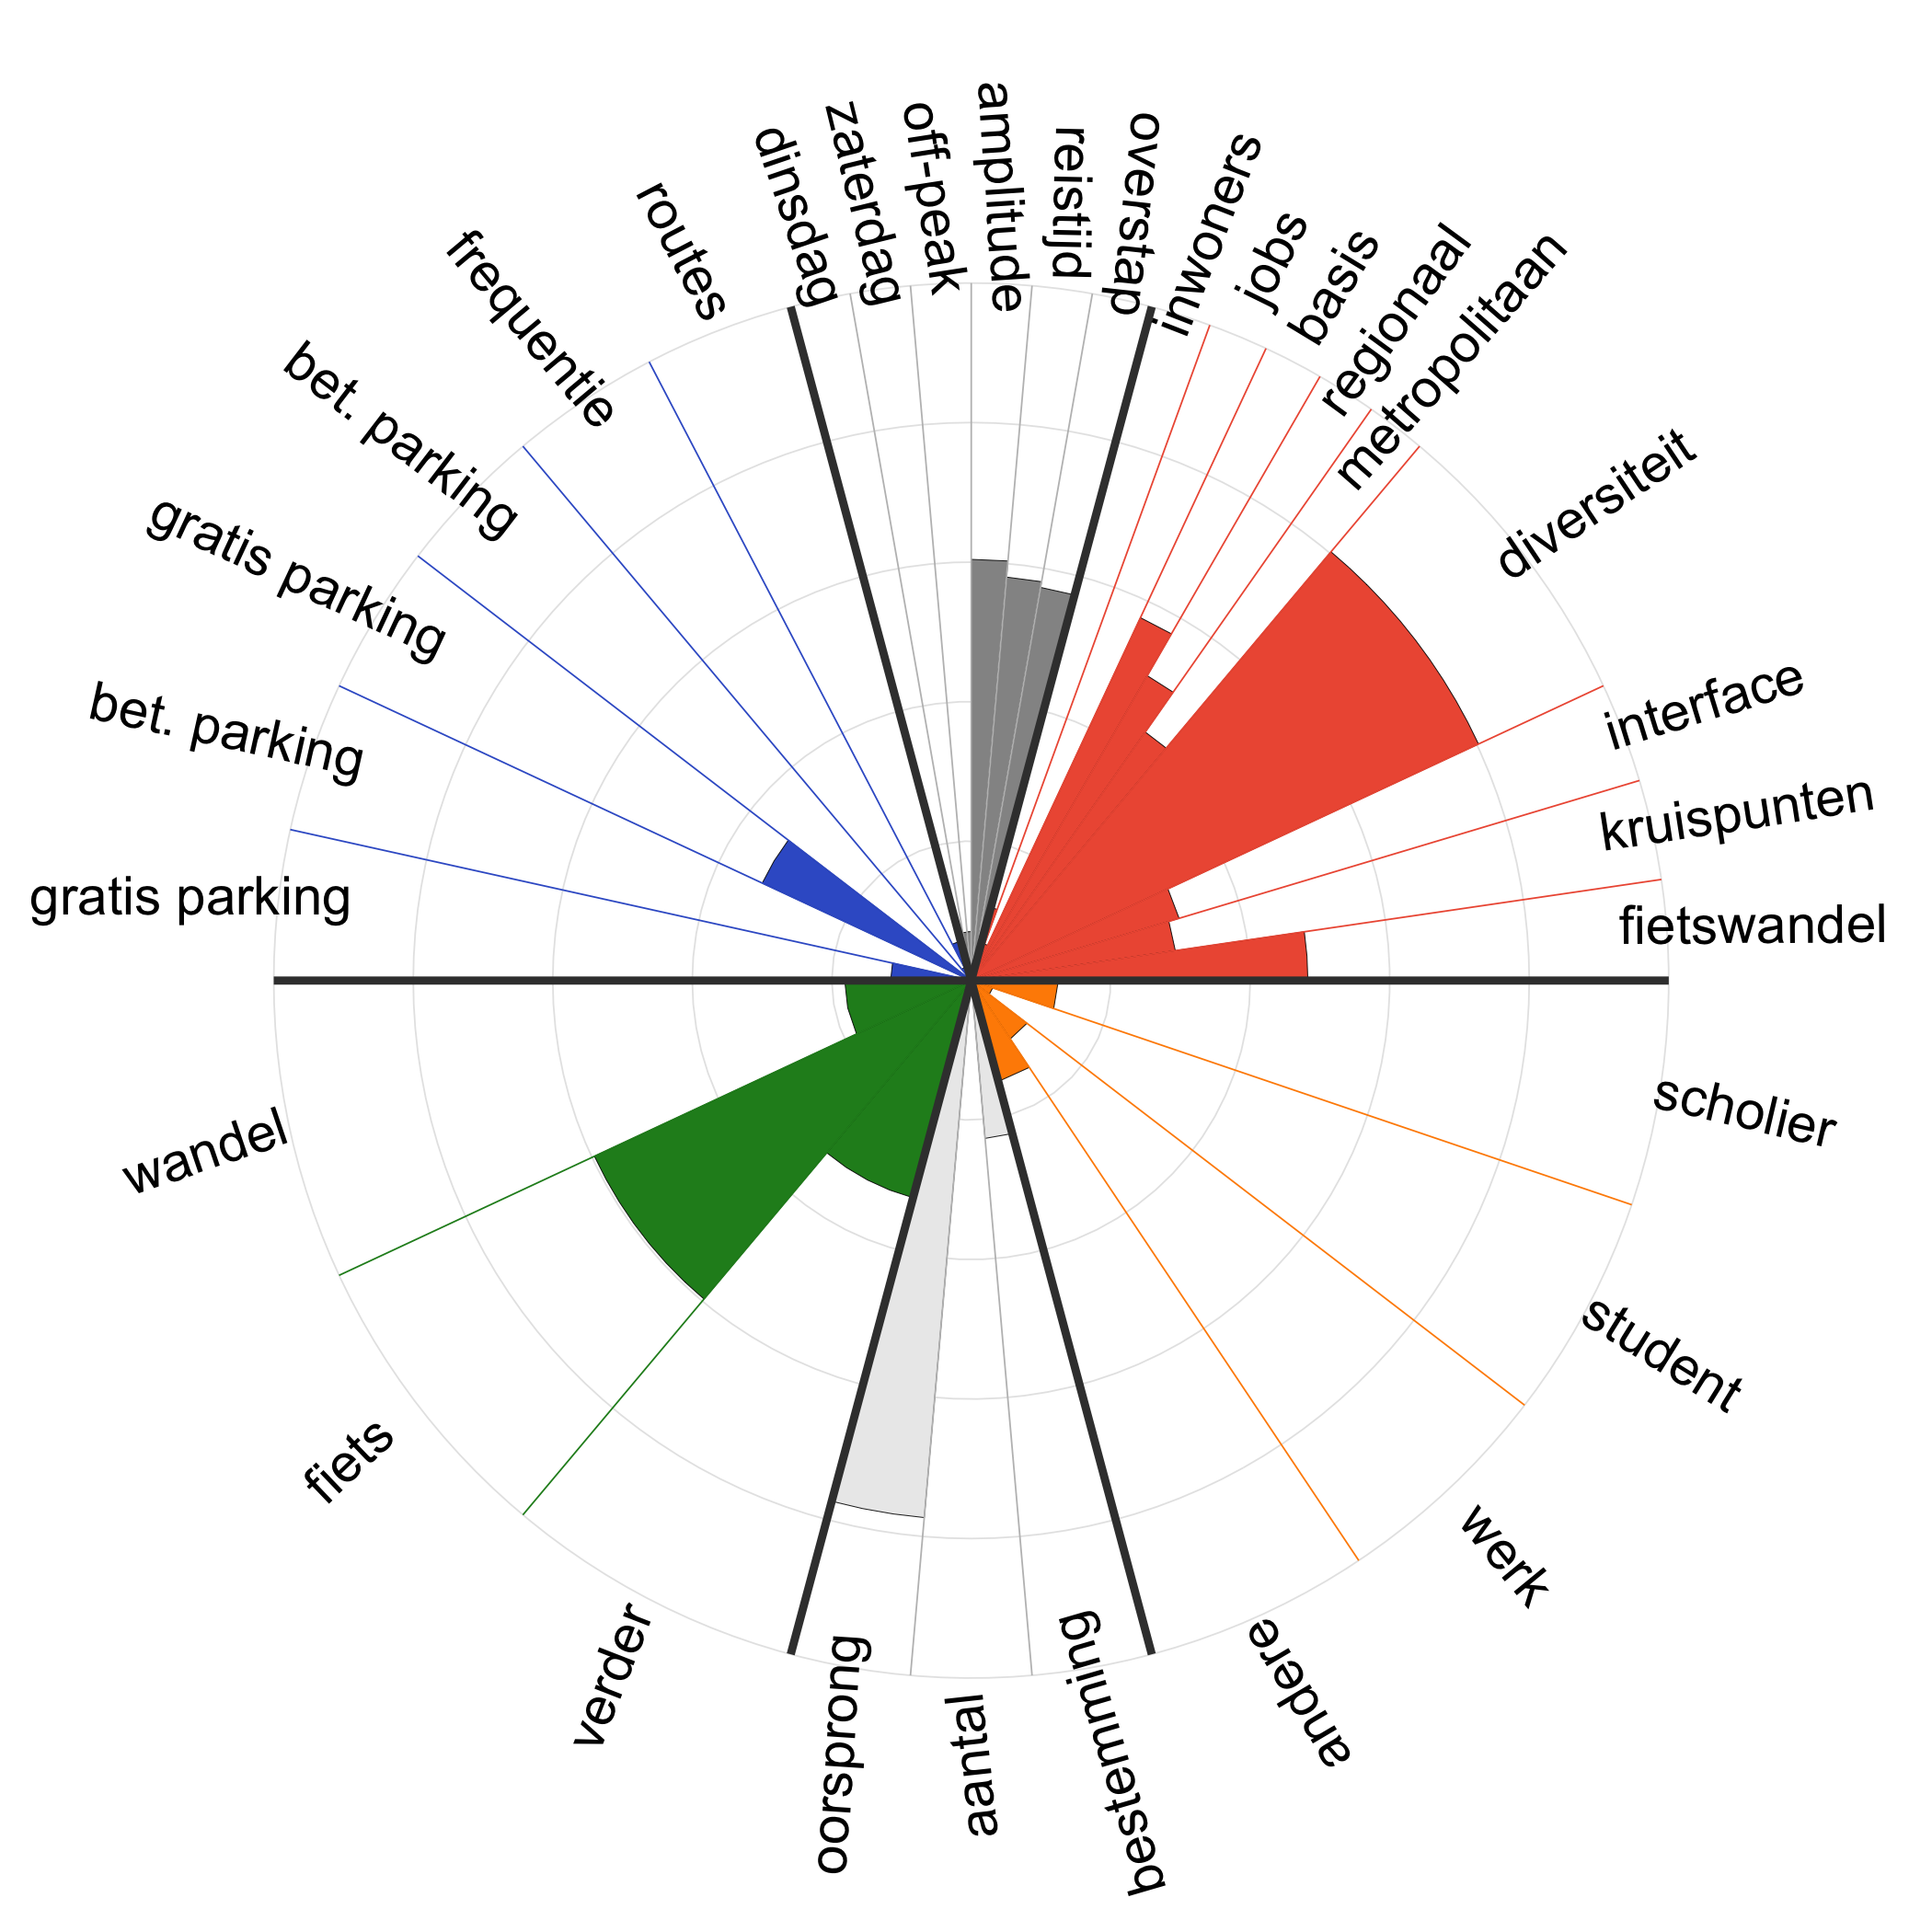 dinsdag
zaterdag
off-peak
amplitude
reistijd
overstap
inwoners
jobs
basis
regionaal
metropolitaan
diversiteit
interface
kruispunten
fietswandel
scholier
student
werk
andere
bestemming
aantal
oorsprong
verder
fiets
wandel
gratis parking
bet. parking
gratis parking
bet. parking
frequentie
routes